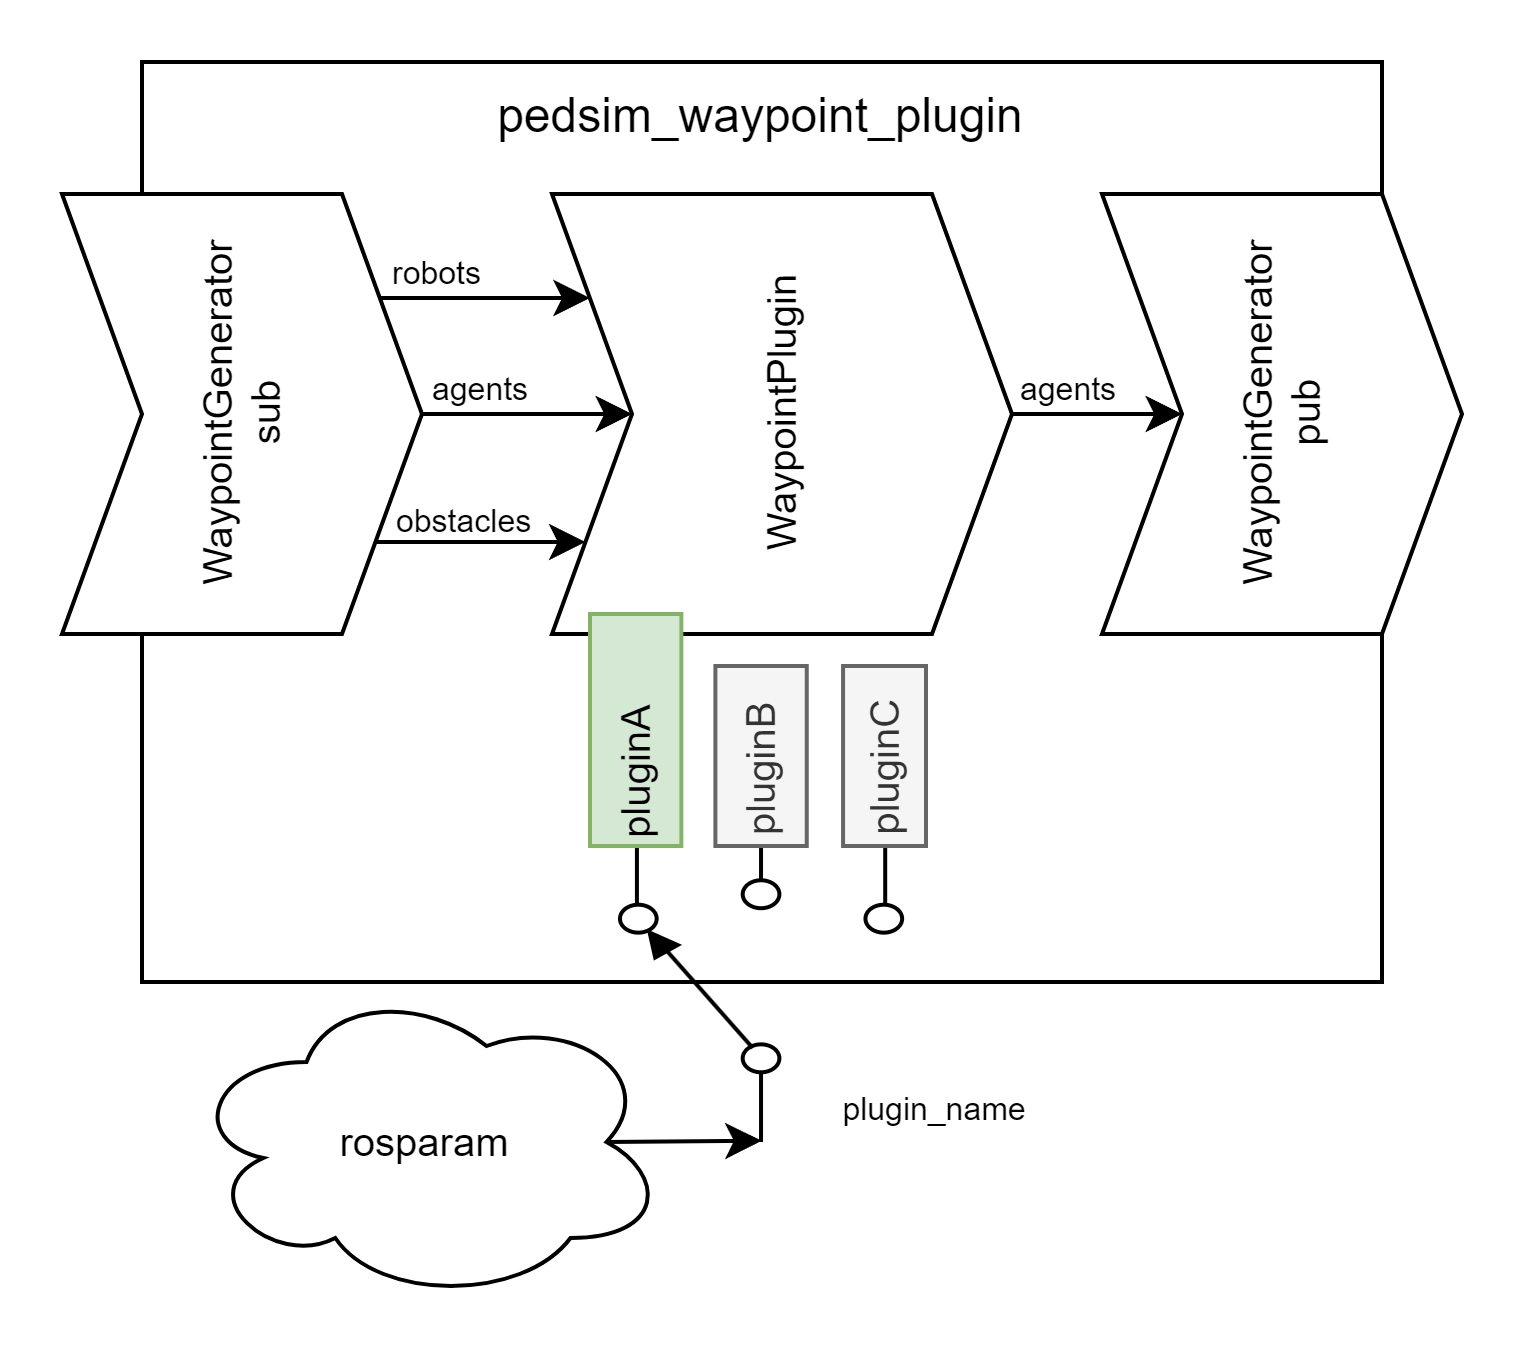 pedsim_waypoint_plugin
WaypointGenerator
sub
robots
agents
obstacles
WaypointPlugin
agents
WaypointGenerator
pub
pluginA
pluginB
pluginC
rosparam
plugin_name